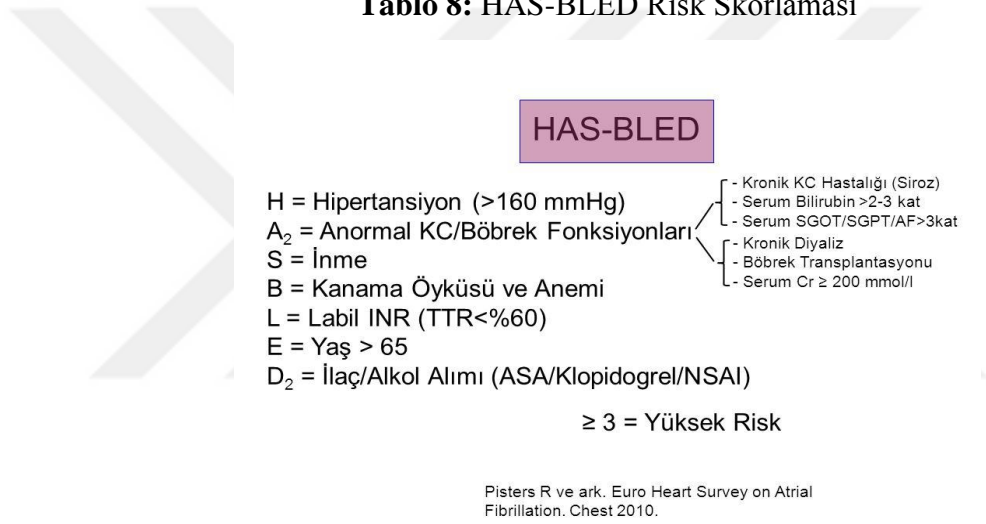 Tablo 8: HAS-BLED Risk Skorlaması
HAS-BLED
H = Hipertansiyon (>160 mmHg)
A₂ = Anormal KC/Böbrek Fonksiyonları
- Kronik KC Hastalığı (Siroz)
- Serum Bilirubin >2-3 kat
- Serum SGOT/SGPT/AF>3kat
- Kronik Diyaliz
- Böbrek Transplantasyonu
- Serum Cr ≥ 200 mmol/l
S = İnme
B = Kanama Öyküsü ve Anemi
L = Labil INR (TTR<%60)
E = Yaş > 65
D₂ = İlaç/Alkol Alımı (ASA/Klopidogrel/NSAI)
≥ 3 = Yüksek Risk
Pisters R ve ark. Euro Heart Survey on Atrial
Fibrillation. Chest 2010.